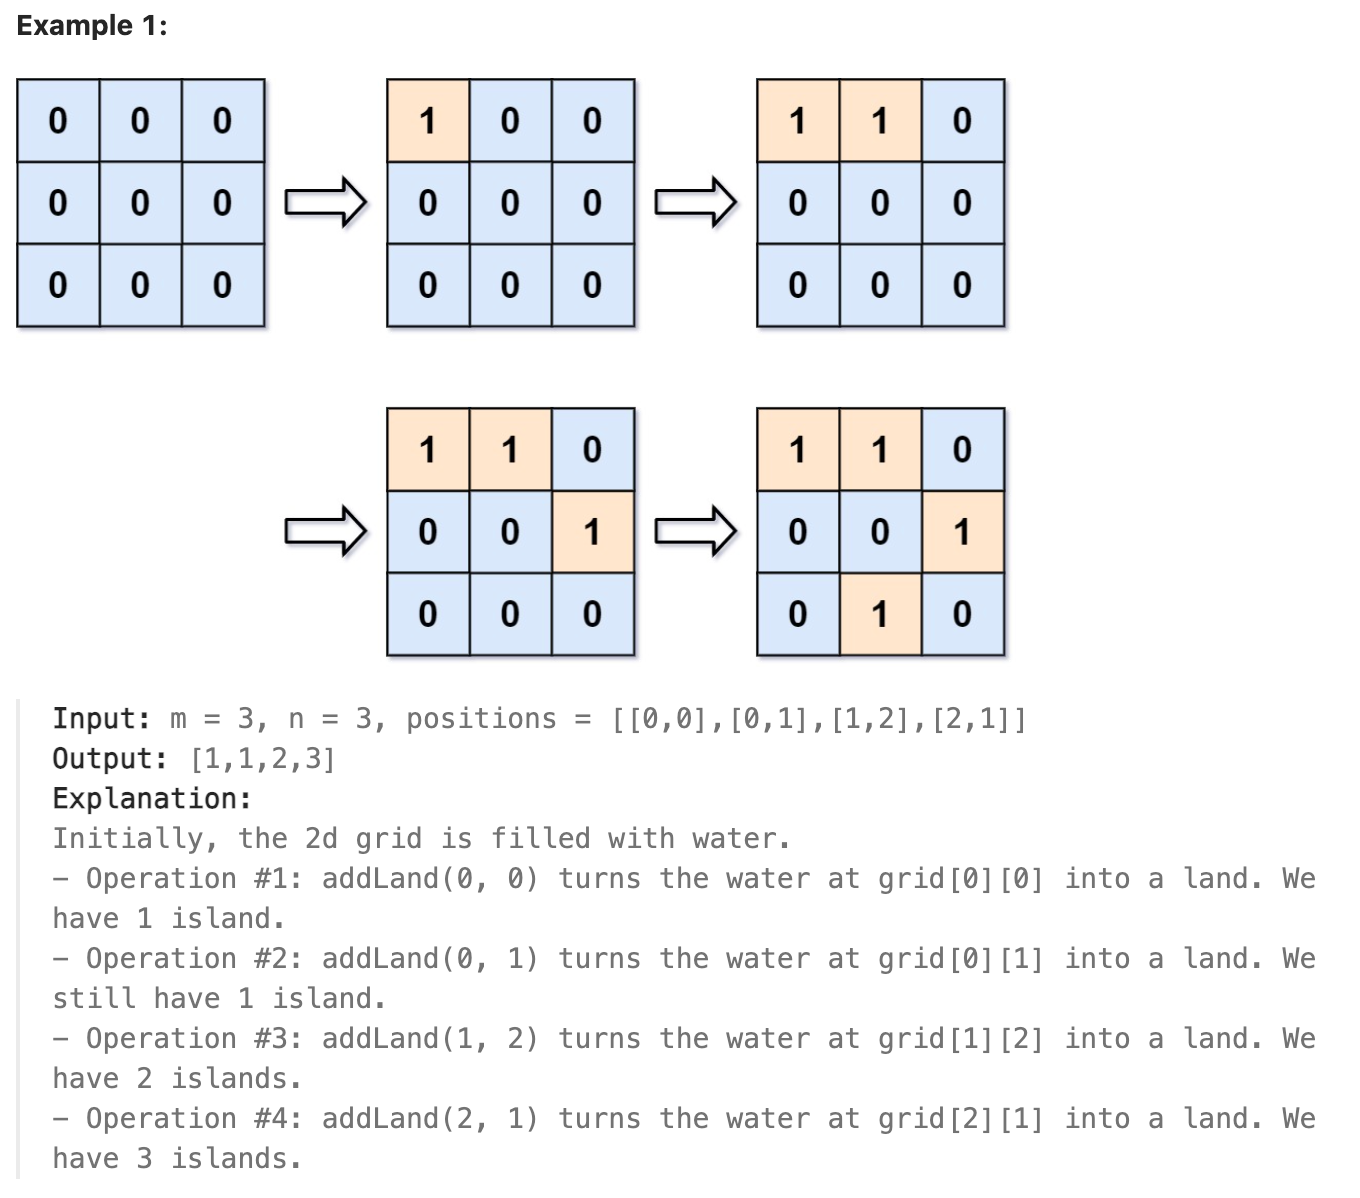 Example 1:
0 0 0 1 0 0 1 1 0
0 0 0 0 0 0 0 0 0
0 0 0 0 0 0 0 0 0
1 1 0 1 1 0
0 0 1 0 0 1
0 0 0 0 1 0
Input: m = 3, n = 3, positions = [[0,0],[0,1],[1,2],[2,1]]
Output: [1,1,2,3]
Explanation:
Initially, the 2d grid is filled with water.
– Operation #1: addLand(0, 0) turns the water at grid[0][0] into a land. We
have 1 island.
– Operation #2: addLand(0, 1) turns the water at grid[0][1] into a land. We
still have 1 island.
– Operation #3: addLand(1, 2) turns the water at grid[1][2] into a land. We
have 2 islands.
– Operation #4: addLand(2, 1) turns the water at grid[2][1] into a land. We
have 3 islands.